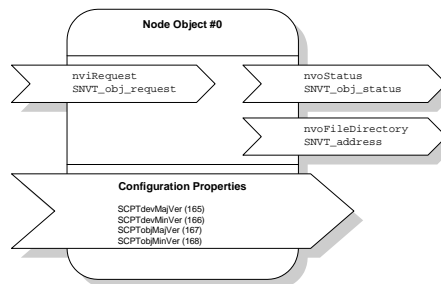 Node Object #0
nviRequest
SNVT_obj_request
nvoStatus
SNVT_obj_status
nvoFileDirectory
SNVT_address
Configuration Properties
SCPTdevMajVer (165)
SCPTdevMinVer (166)
SCPTobjMajVer (167)
SCPTobjMinVer (168)